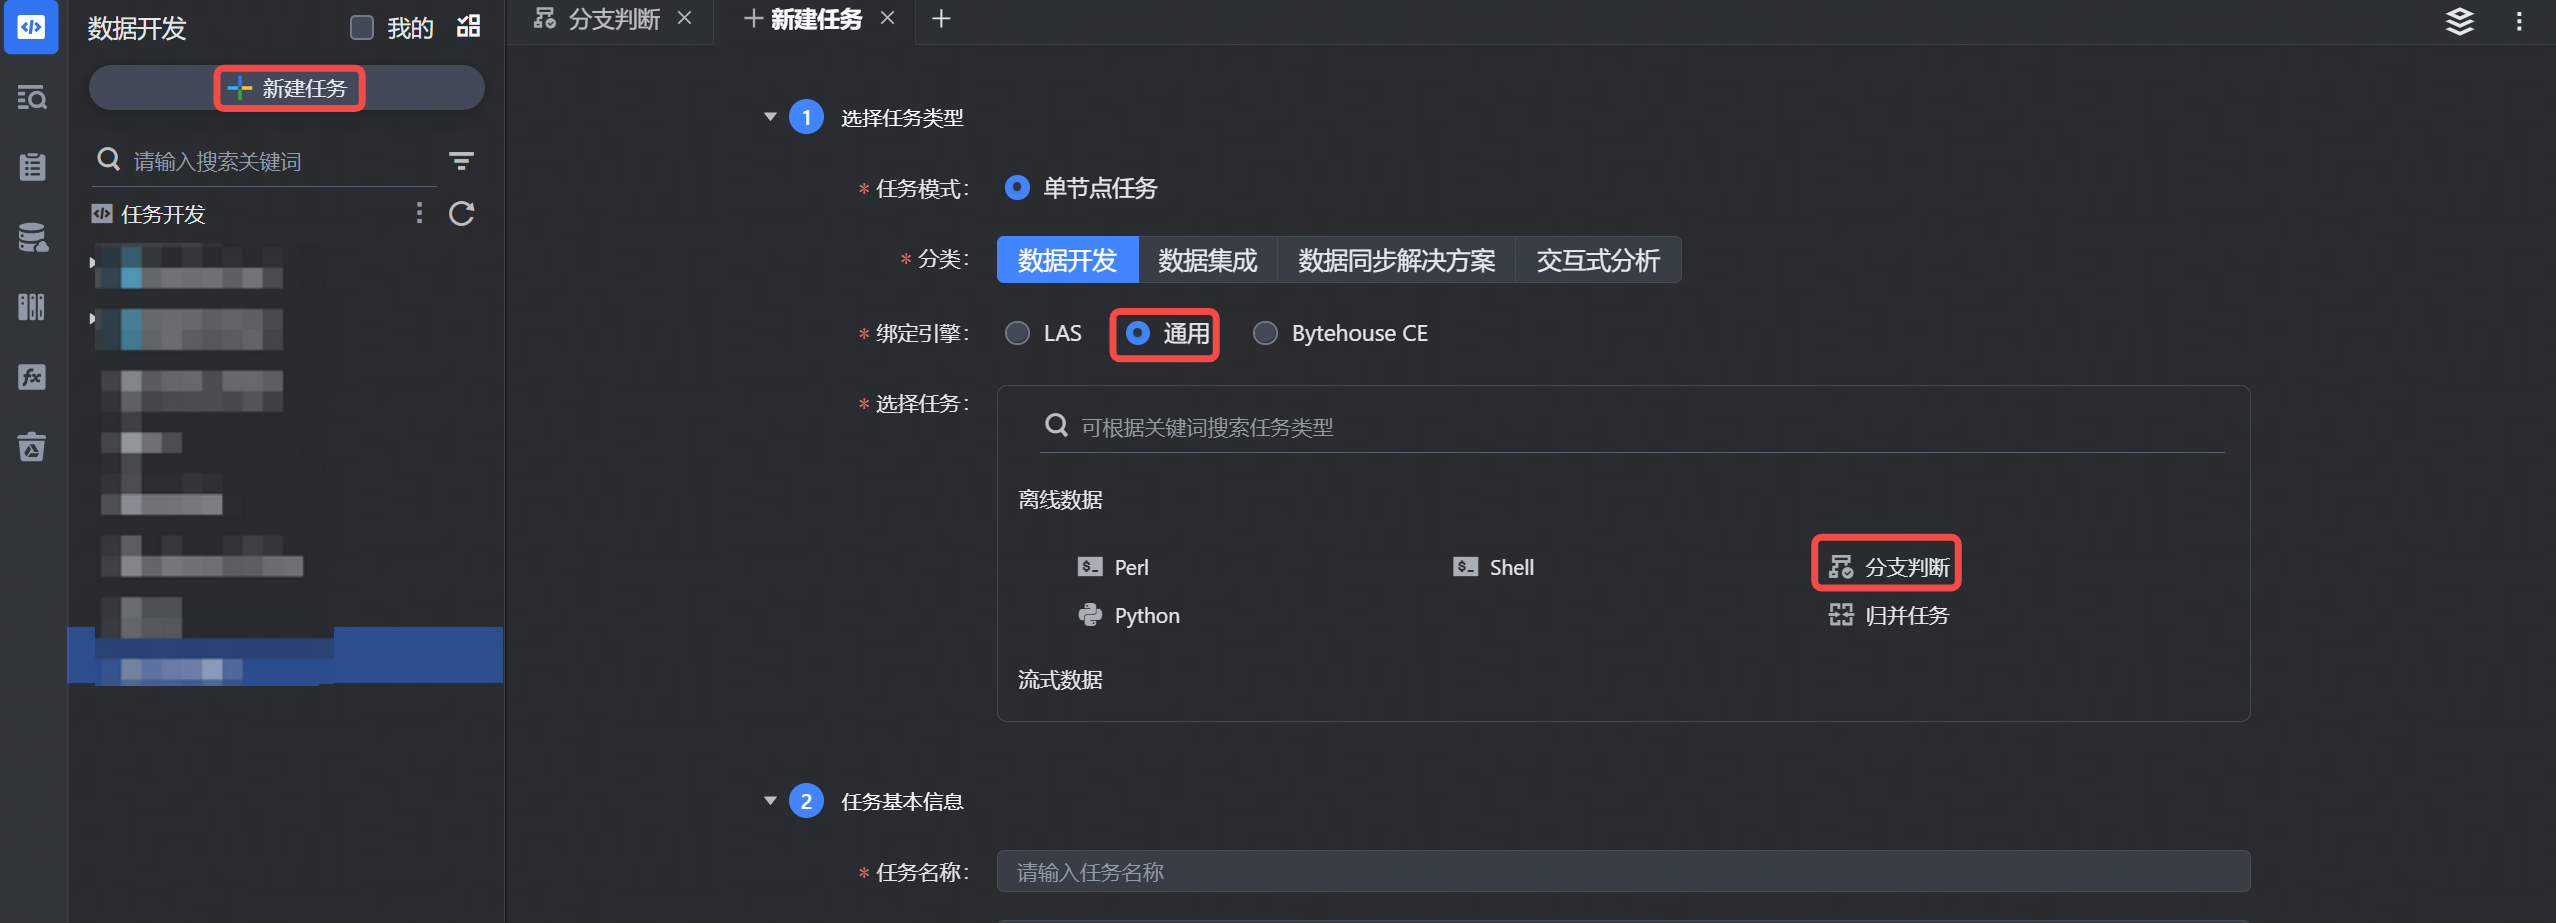 数据开发
我的
新建任务
请输入搜索关键词
任务开发
分支判断
新建任务
1 选择任务类型
* 任务模式: 单节点任务
* 分类: 数据开发 数据集成 数据同步解决方案 交互式分析
* 绑定引擎: LAS 通用 Bytehouse CE
* 选择任务: 可根据关键词搜索任务类型
离线数据
Perl Shell 分支判断
Python 归并任务
流式数据
2 任务基本信息
* 任务名称: 请输入任务名称